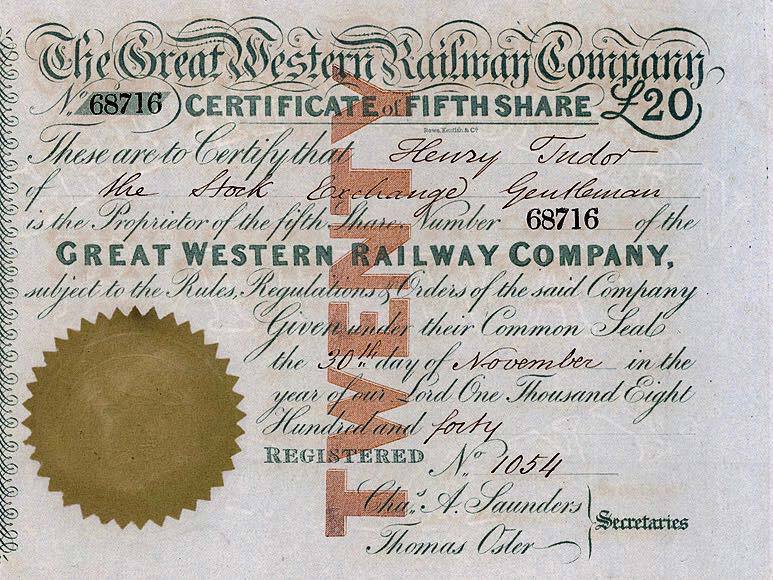 The Great Western Railway Company
No. 68716 CERTIFICATE of FIFTH SHARE £20
Rowe, Kentish & Co.
These are to Certify that Henry Tudor
of the Stock Exchange Gentleman
is the Proprietor of the fifth Share, Number 68716 of the
GREAT WESTERN RAILWAY COMPANY,
subject to the Rules, Regulations & Orders of the said Company
Given under their Common Seal
the 30th day of November in the
year of our Lord One Thousand Eight
Hundred and forty
REGISTERED No. 1054
Chas. A. Saunders
Thomas Osler
Secretaries
TWENTY